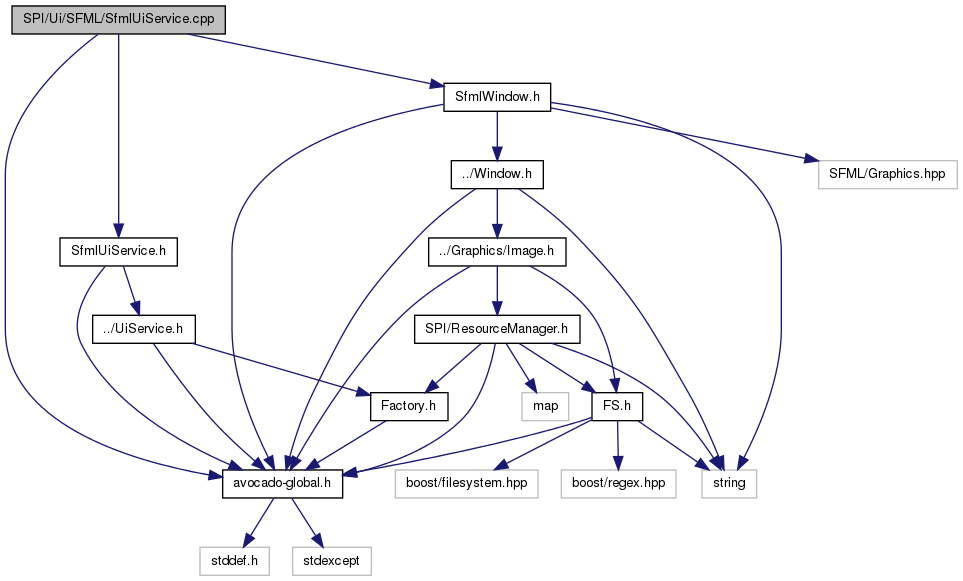 SPI/Ui/SFML/SfmlUiService.cpp
SfmlWindow.h
../Window.h
SFML/Graphics.hpp
SfmlUiService.h
../Graphics/Image.h
../UiService.h
SPI/ResourceManager.h
Factory.h
map
FS.h
avocado-global.h
boost/filesystem.hpp
boost/regex.hpp
string
stddef.h
stdexcept